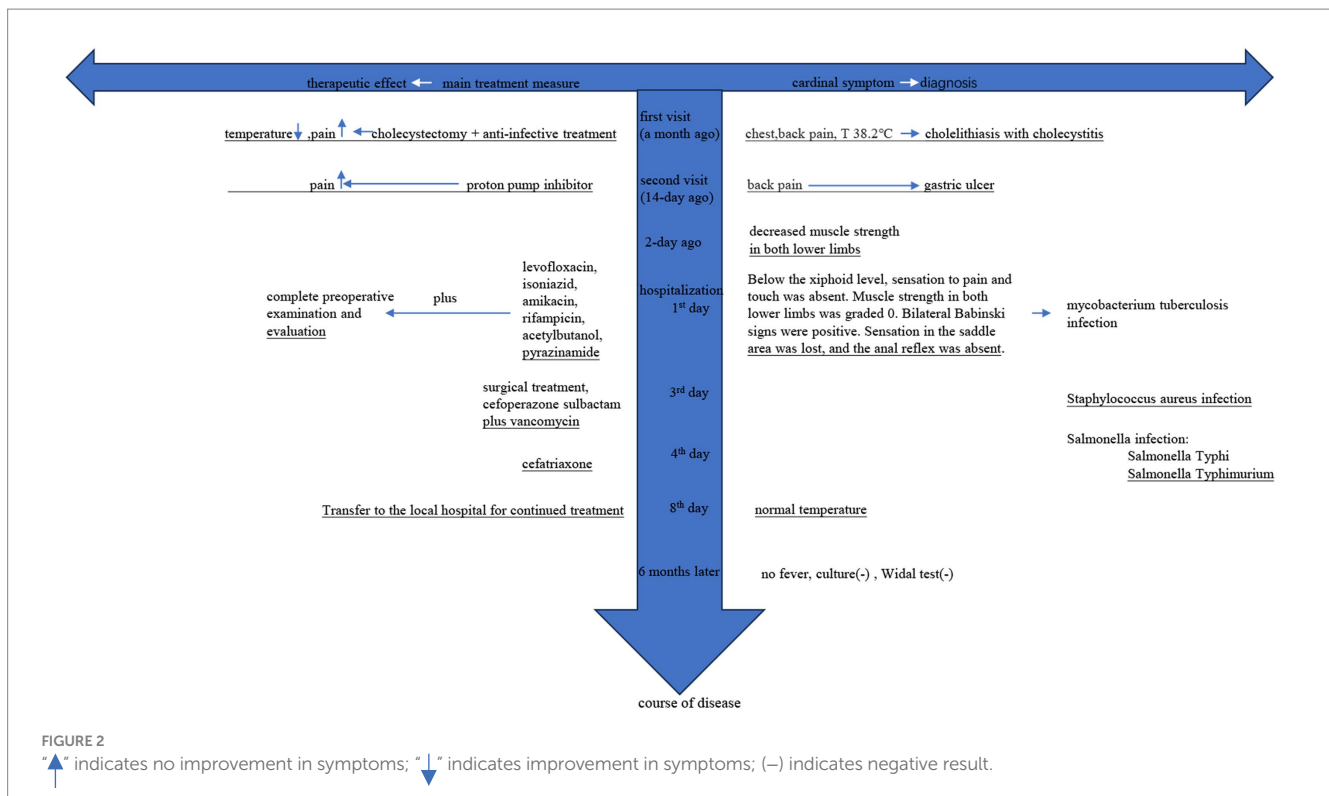 therapeutic effect ← main treatment measure
cardinal symptom → diagnosis
first visit
(a month ago)
temperature ↓ ,pain ↑ ← cholecystectomy + anti-infective treatment
chest,back pain, T 38.2℃ → cholelithiasis with cholecystitis
second visit
(14-day ago)
pain ↑ ← proton pump inhibitor
back pain → gastric ulcer
2-day ago
decreased muscle strength
in both lower limbs
hospitalization
1st day
complete preoperative
examination and
evaluation
← plus
levofloxacin,
isoniazid,
amikacin,
rifampicin,
acetylbutanol,
pyrazinamide
Below the xiphoid level, sensation to pain and
touch was absent. Muscle strength in both
lower limbs was graded 0. Bilateral Babinski
signs were positive. Sensation in the saddle
area was lost, and the anal reflex was absent.
→ mycobacterium tuberculosis
infection
3rd day
surgical treatment,
cefoperazone sulbactam
plus vancomycin
Staphylococcus aureus infection
4th day
cefatriaxone
Salmonella infection:
Salmonella Typhi
Salmonella Typhimurium
8th day
Transfer to the local hospital for continued treatment
normal temperature
6 months later
no fever, culture(-) , Widal test(-)
course of disease
FIGURE 2
"↑" indicates no improvement in symptoms; "↓" indicates improvement in symptoms; (–) indicates negative result.